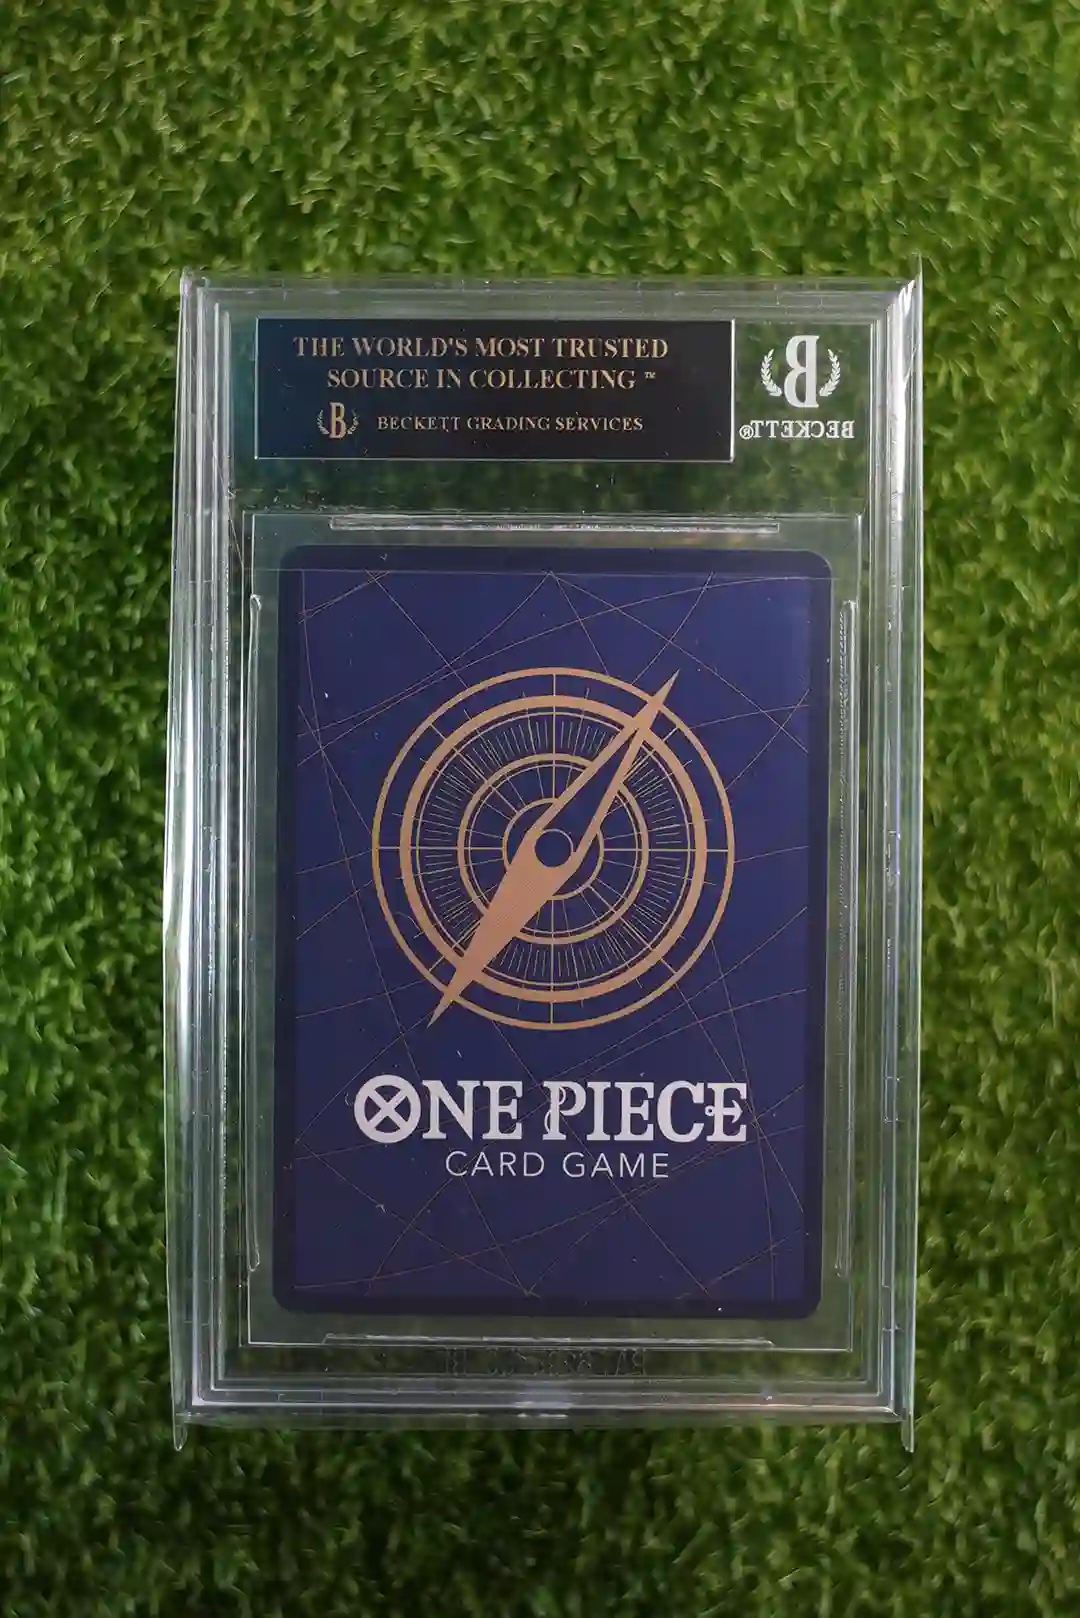 THE WORLD'S MOST TRUSTED
SOURCE IN COLLECTING ™
B BECKETT GRADING SERVICES
B
BECKETT®
ONE PIECE
CARD GAME